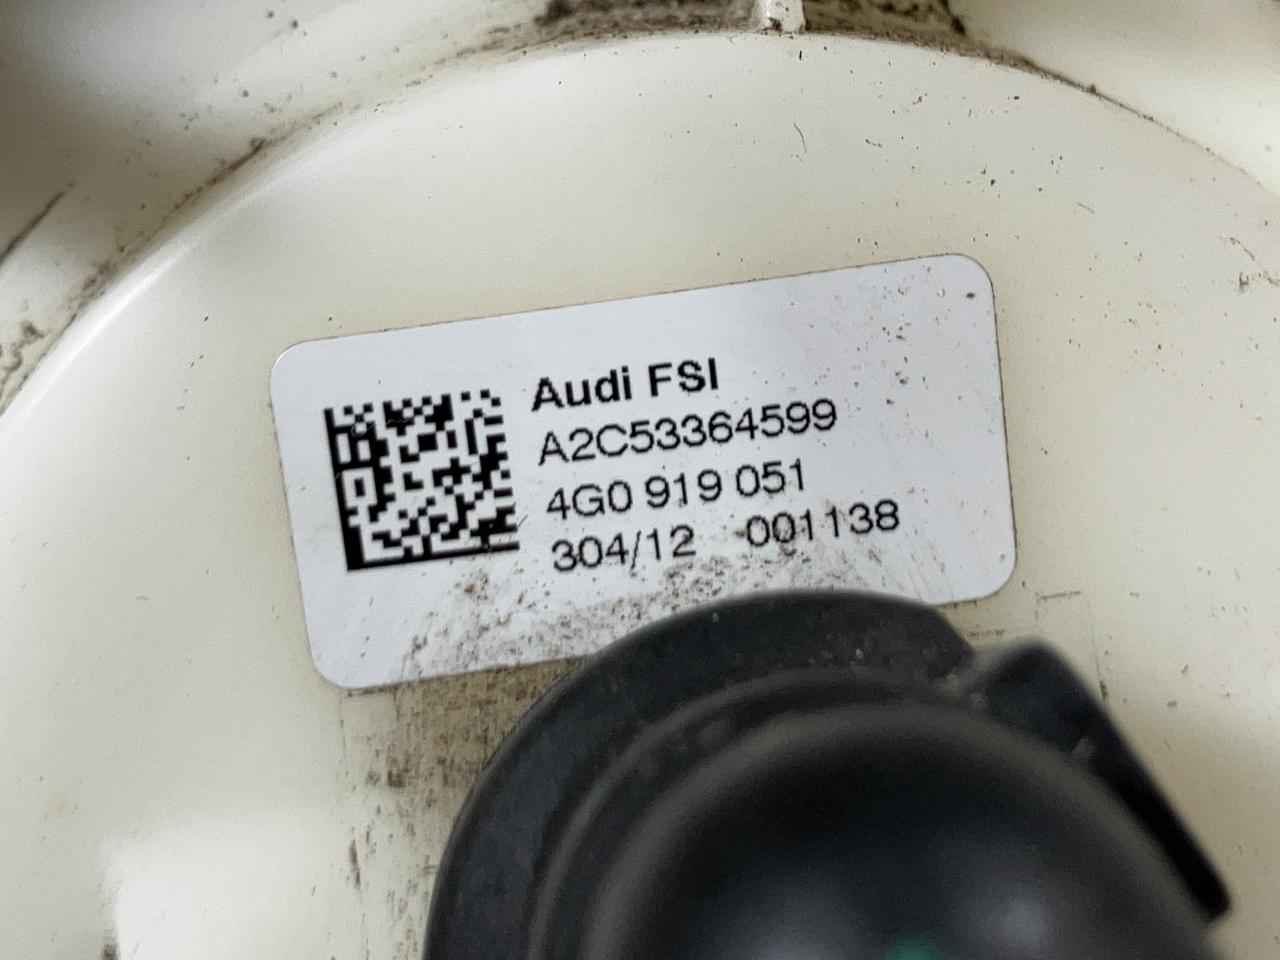 Audi FSI
A2C53364599
4G0 919 051
304/12 001138